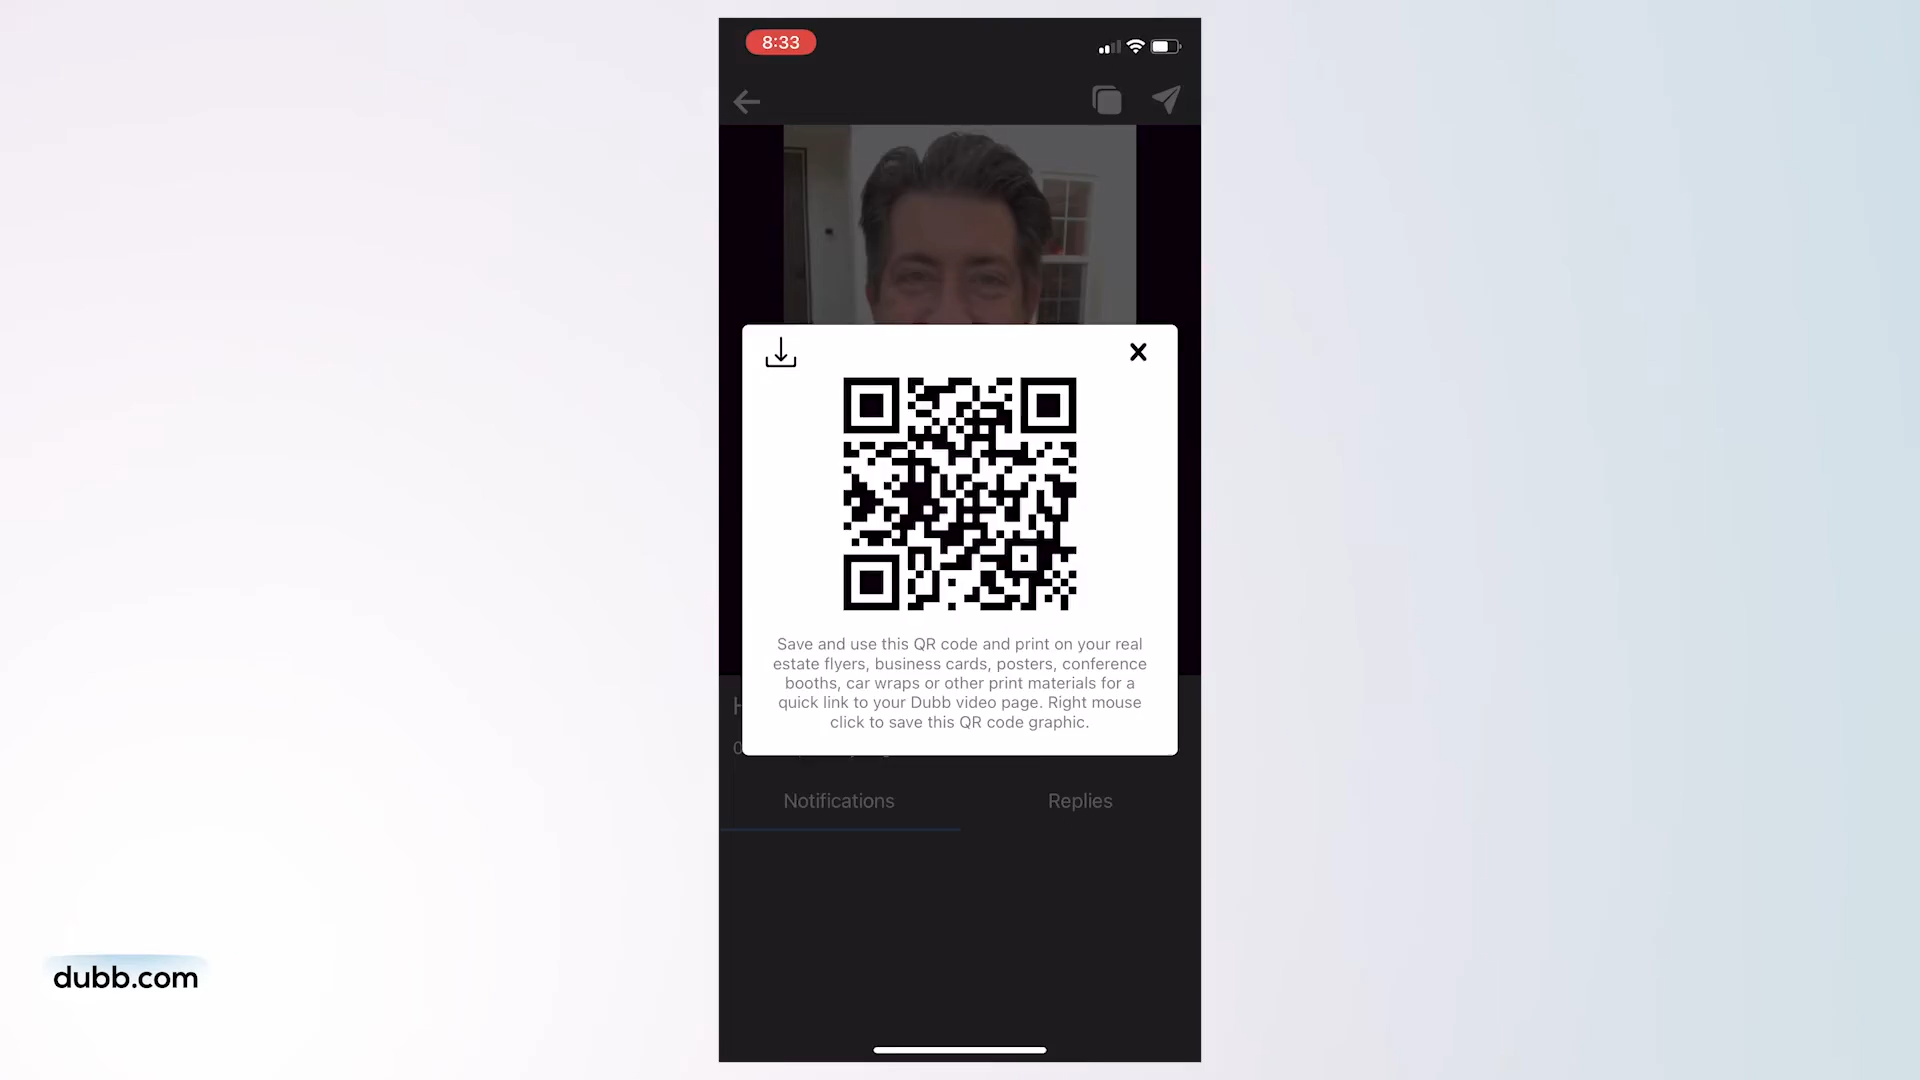 8:33
Save and use this QR code and print on your real
estate flyers, business cards, posters, conference
booths, car wraps or other print materials for a
quick link to your Dubb video page. Right mouse
click to save this QR code graphic.
Notifications
Replies
dubb.com